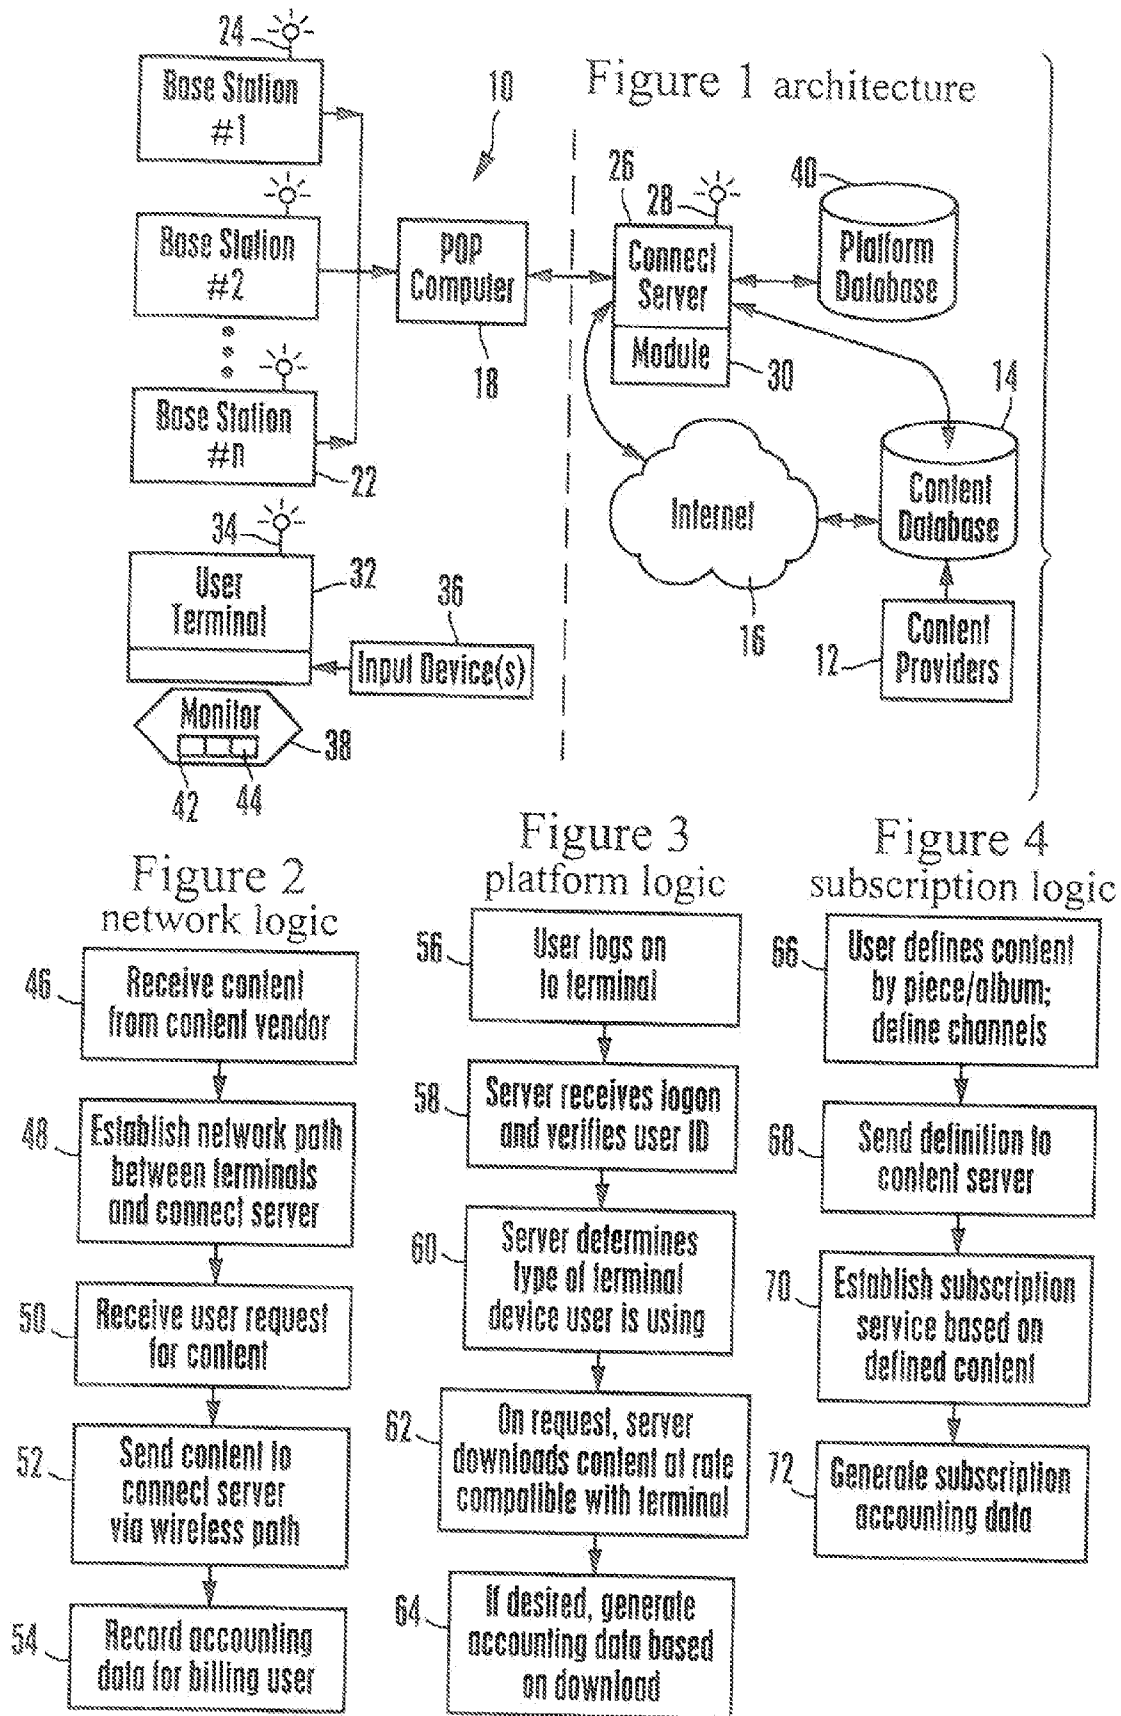 Figure 1 architecture
24
Base Station
#1
10
Base Station
#2
Base Station
#n
22
POP
Computer
18
26
28
Connect
Server
Module
30
40
Platform
Database
14
Content
Database
Internet
16
12
Content
Providers
34
User
Terminal
32
36
Input Device(s)
Monitor
38
42
44
Figure 2
network logic
46
Receive content
from content vendor
48
Establish network path
between terminals
and connect server
50
Receive user request
for content
52
Send content to
connect server
via wireless path
54
Record accounting
data for billing user
Figure 3
platform logic
56
User logs on
to terminal
58
Server receives logon
and verifies user ID
60
Server determines
type of terminal
device user is using
62
On request, server
downloads content at rate
compatible with terminal
64
If desired, generate
accounting data based
on download
Figure 4
subscription logic
66
User defines content
by piece/album;
define channels
68
Send definition to
content server
70
Establish subscription
service based on
defined content
72
Generate subscription
accounting data